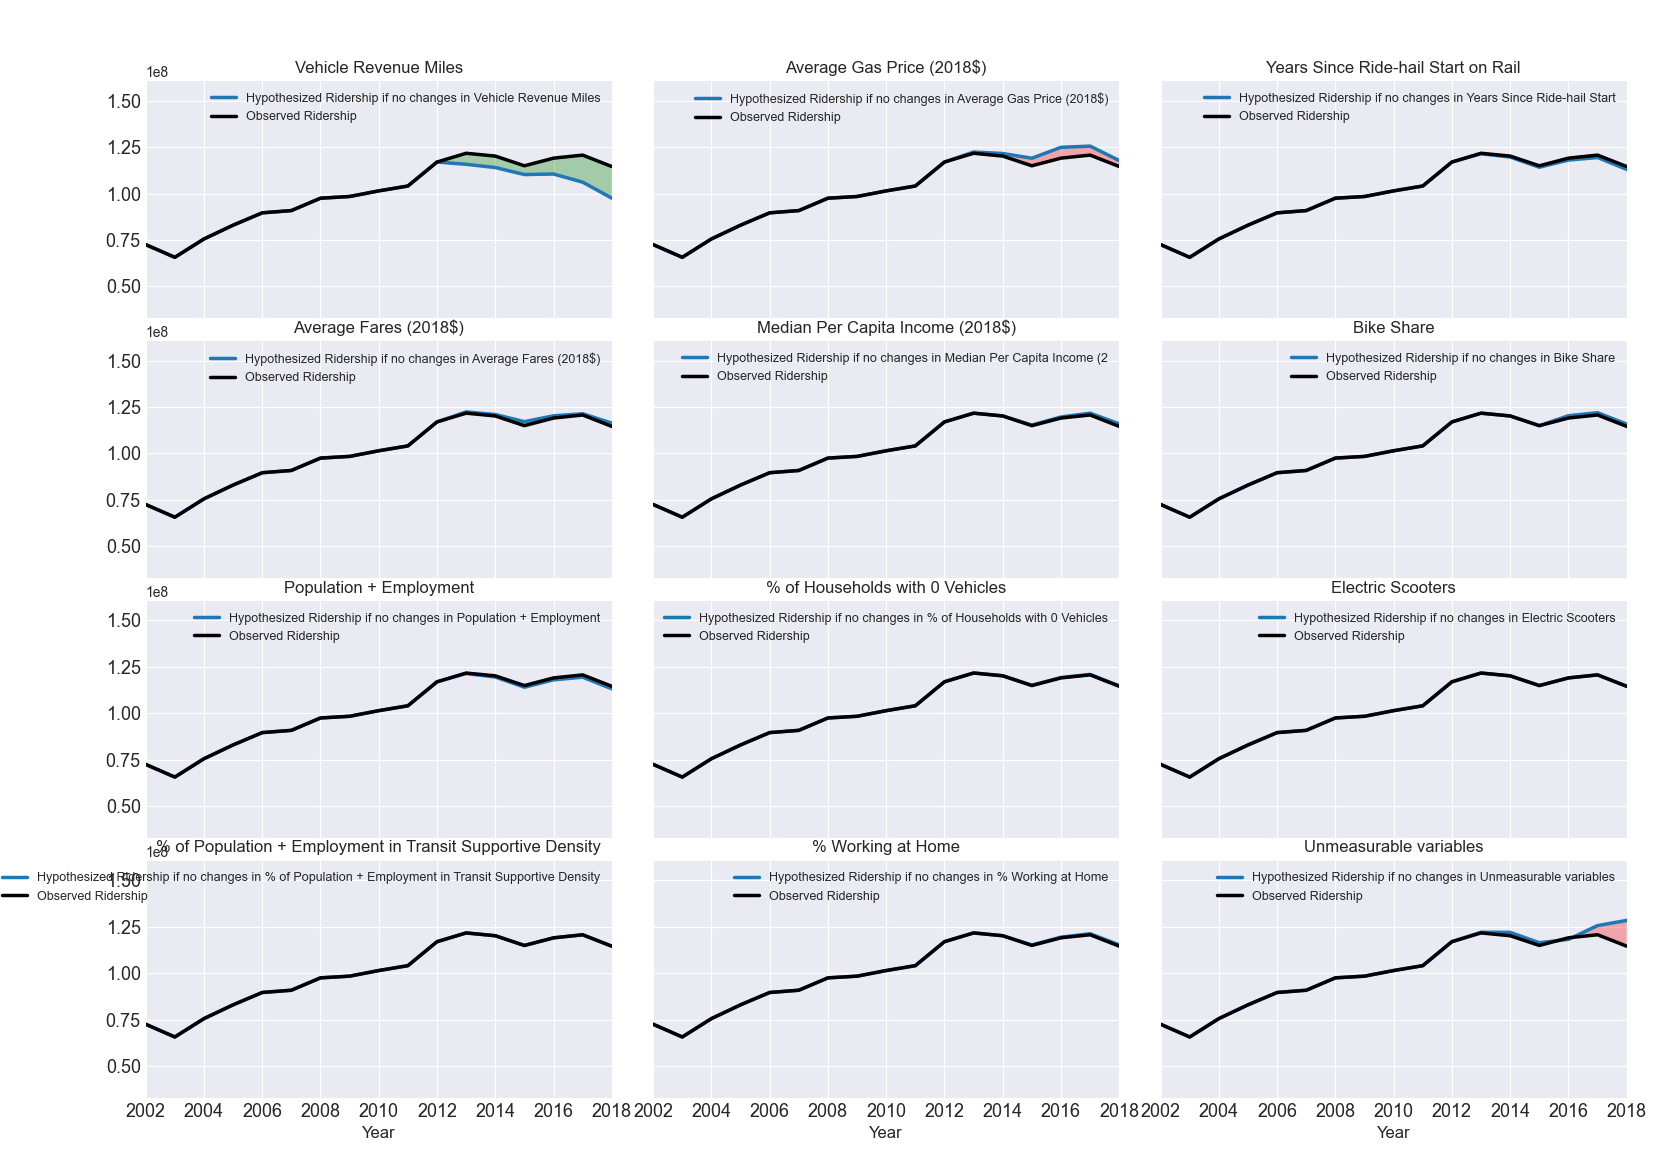 Vehicle Revenue Miles
Average Gas Price (2018$)
Years Since Ride-hail Start on Rail
1e8
Hypothesized Ridership if no changes in Vehicle Revenue Miles
Observed Ridership
Hypothesized Ridership if no changes in Average Gas Price (2018$)
Observed Ridership
Hypothesized Ridership if no changes in Years Since Ride-hail Start
Observed Ridership
1.50
1.25
1.00
0.75
0.50
Average Fares (2018$)
Median Per Capita Income (2018$)
Bike Share
1e8
Hypothesized Ridership if no changes in Average Fares (2018$)
Observed Ridership
Hypothesized Ridership if no changes in Median Per Capita Income (2
Observed Ridership
Hypothesized Ridership if no changes in Bike Share
Observed Ridership
1.50
1.25
1.00
0.75
0.50
Population + Employment
% of Households with 0 Vehicles
Electric Scooters
1e8
Hypothesized Ridership if no changes in Population + Employment
Observed Ridership
Hypothesized Ridership if no changes in % of Households with 0 Vehicles
Observed Ridership
Hypothesized Ridership if no changes in Electric Scooters
Observed Ridership
1.50
1.25
1.00
0.75
0.50
% of Population + Employment in Transit Supportive Density
% Working at Home
Unmeasurable variables
1e8
Hypothesized Ridership if no changes in % of Population + Employment in Transit Supportive Density
Observed Ridership
Hypothesized Ridership if no changes in % Working at Home
Observed Ridership
Hypothesized Ridership if no changes in Unmeasurable variables
Observed Ridership
1.50
1.25
1.00
0.75
0.50
2002 2004 2006 2008 2010 2012 2014 2016 2018
2002 2004 2006 2008 2010 2012 2014 2016 2018
2002 2004 2006 2008 2010 2012 2014 2016 2018
Year
Year
Year